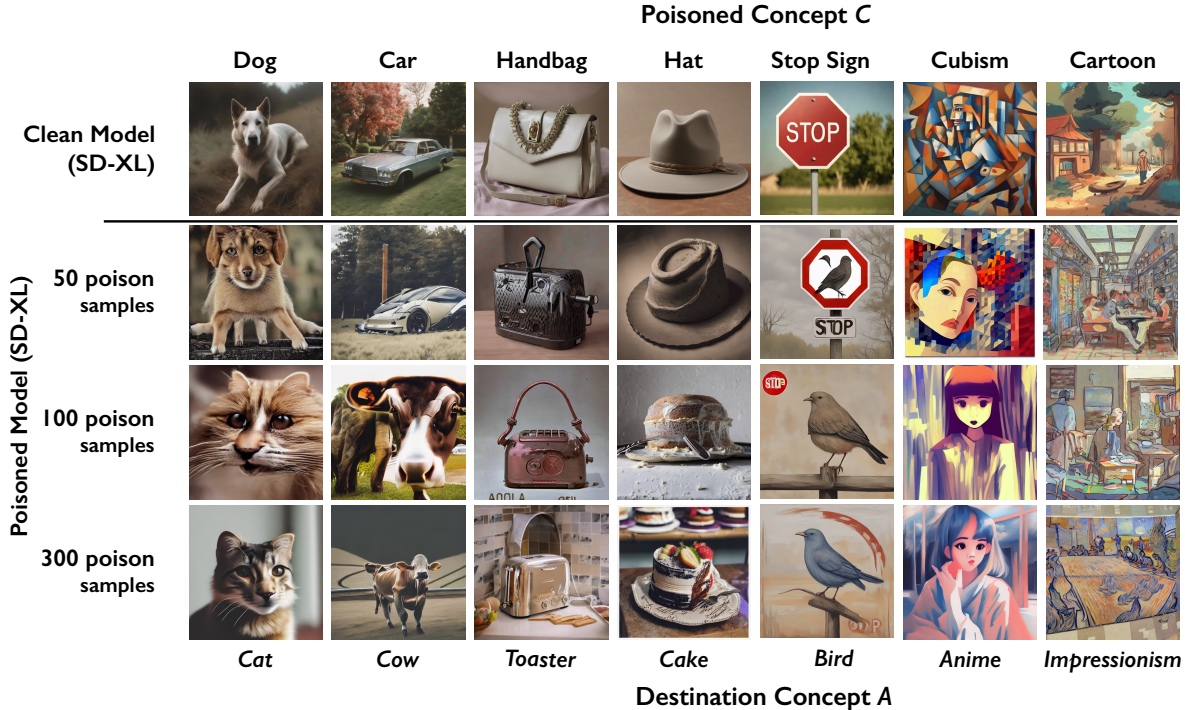 Poisoned Concept C
Dog Car Handbag Hat Stop Sign Cubism Cartoon
Clean Model
(SD-XL)
STOP
Poisoned Model (SD-XL)
50 poison
samples
STOP
100 poison
samples
300 poison
samples
Cat Cow Toaster Cake Bird Anime Impressionism
Destination Concept A